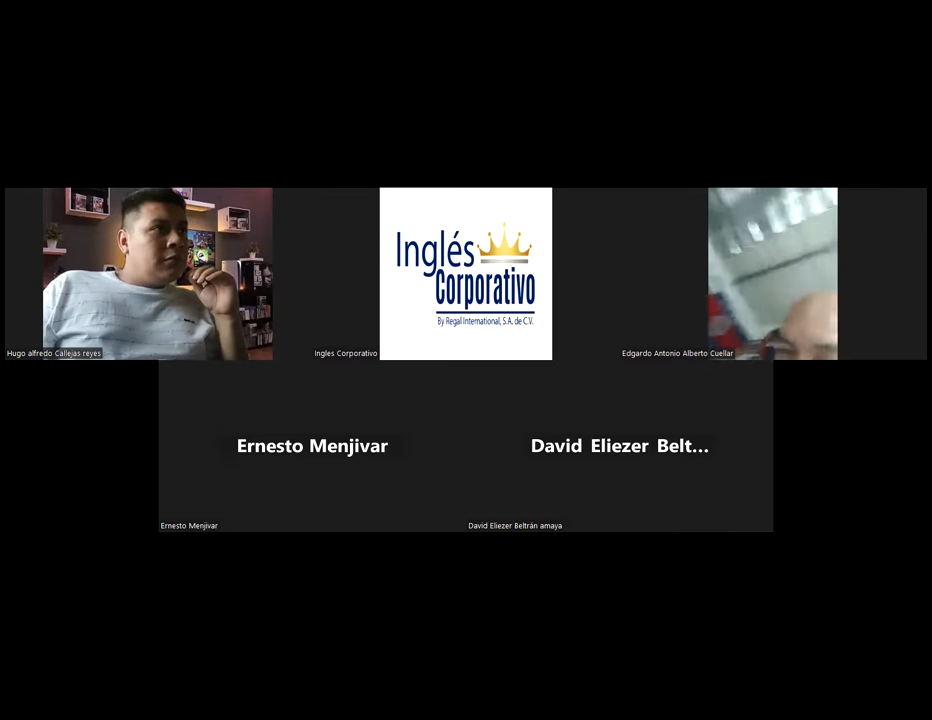 Inglés
Corporativo
By Regal International, S.A. de C.V.
Hugo alfredo Callejas reyes
Ingles Corporativo
Edgardo Antonio Alberto Cuellar
Ernesto Menjivar
David Eliezer Belt...
Ernesto Menjivar
David Eliezer Beltrán amaya